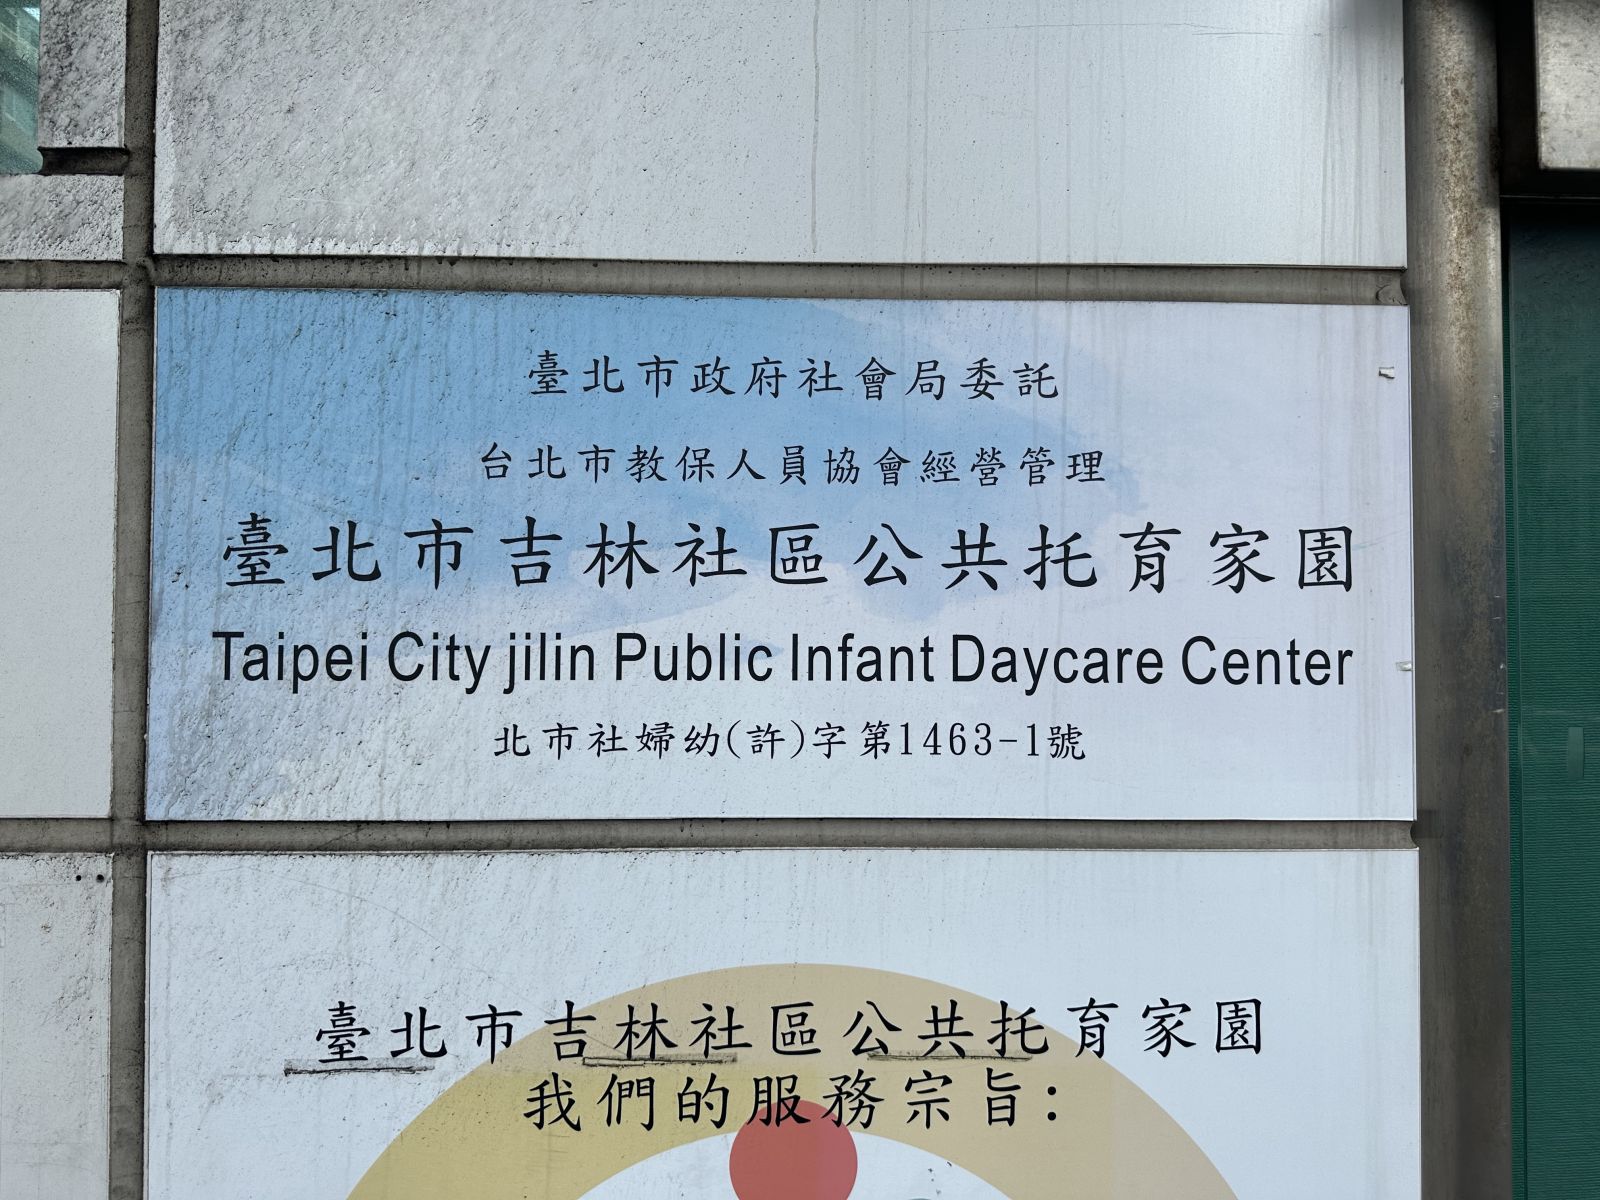 臺北市政府社會局委託
台北市教保人員協會經營管理
臺北市吉林社區公共托育家園
Taipei City jilin Public Infant Daycare Center
北市社婦幼(許)字第1463-1號
臺北市吉林社區公共托育家園
我們的服務宗旨: